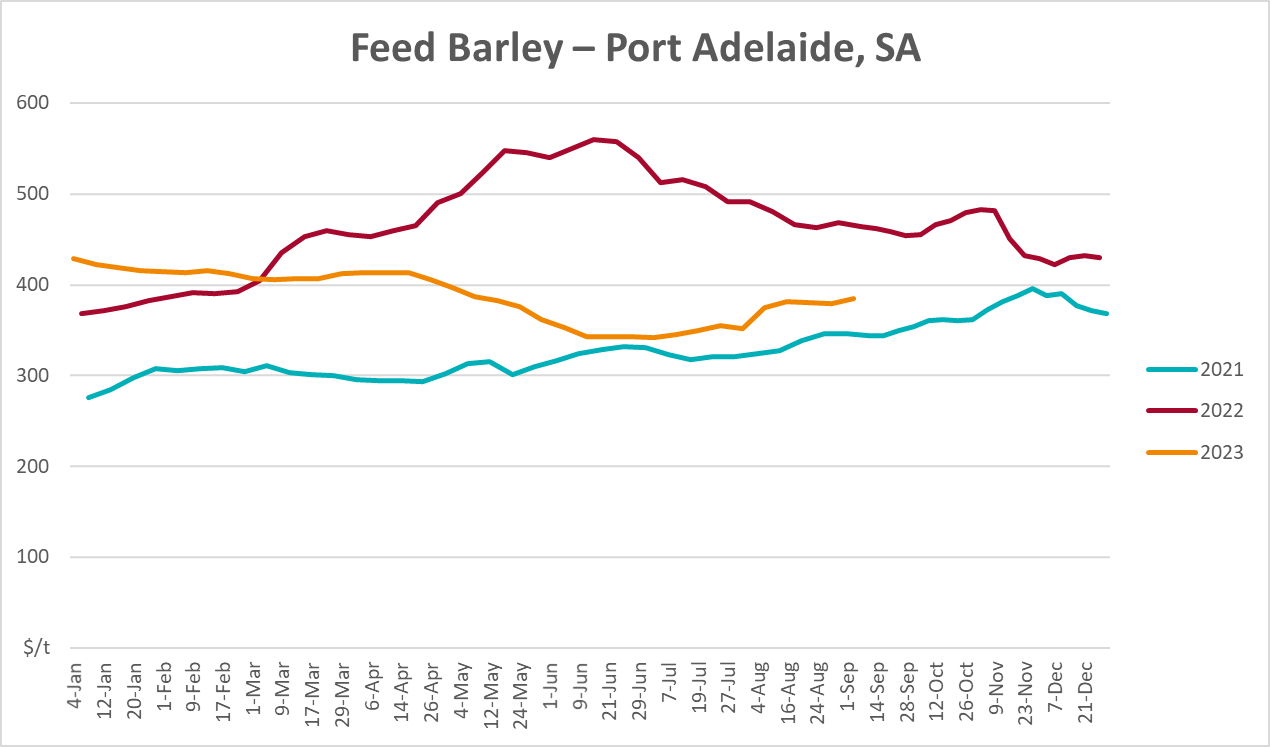 Feed Barley – Port Adelaide, SA
600
500
400
300
200
100
$/t
4-Jan
12-Jan
20-Jan
1-Feb
9-Feb
17-Feb
1-Mar
9-Mar
17-Mar
29-Mar
6-Apr
14-Apr
26-Apr
4-May
12-May
24-May
1-Jun
9-Jun
21-Jun
29-Jun
7-Jul
19-Jul
27-Jul
4-Aug
16-Aug
24-Aug
1-Sep
14-Sep
28-Sep
12-Oct
26-Oct
9-Nov
23-Nov
7-Dec
21-Dec
2021
2022
2023